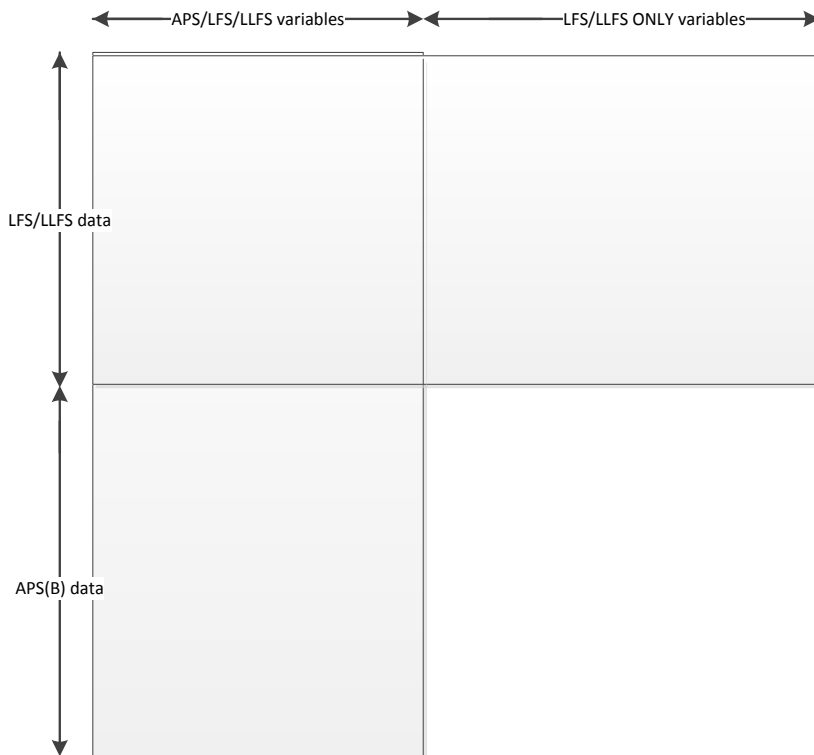 APS/LFS/LLFS variables
LFS/LLFS ONLY variables
LFS/LLFS data
APS(B) data